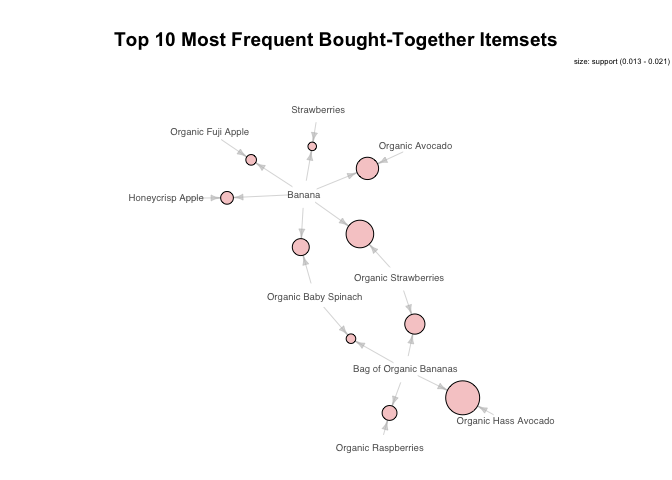 Top 10 Most Frequent Bought-Together Itemsets
size: support (0.013 - 0.021)
Strawberries
Organic Fuji Apple
Organic Avocado
Honeycrisp Apple
Banana
Organic Strawberries
Organic Baby Spinach
Bag of Organic Bananas
Organic Hass Avocado
Organic Raspberries